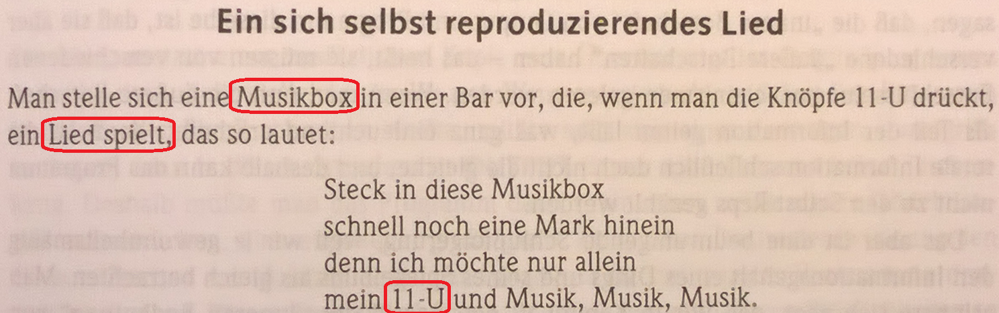 Ein sich selbst reproduzierendes Lied
Man stelle sich eine Musikbox in einer Bar vor, die, wenn man die Knöpfe 11-U drückt,
ein Lied spielt, das so lautet:
Steck in diese Musikbox
schnell noch eine Mark hinein
denn ich möchte nur allein
mein 11-U und Musik, Musik, Musik.